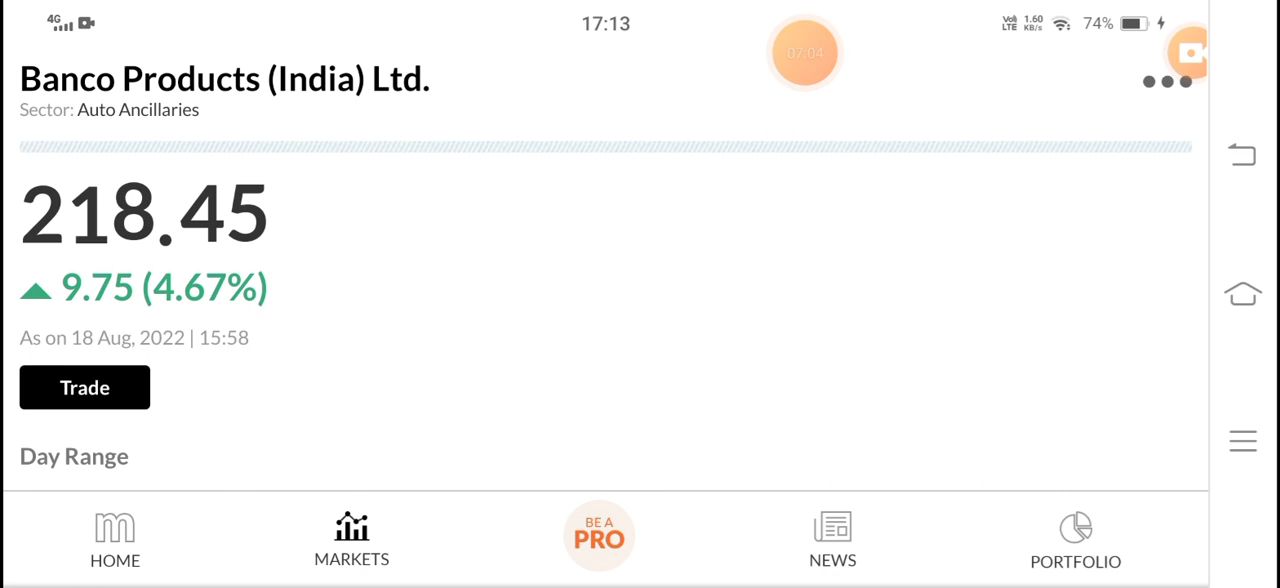 4G
17:13
07:04
Vo) LTE
1.60 KB/s
74%
Banco Products (India) Ltd.
Sector: Auto Ancillaries
218.45
9.75 (4.67%)
As on 18 Aug, 2022 | 15:58
Trade
Day Range
m
HOME
MARKETS
BE A
PRO
NEWS
PORTFOLIO